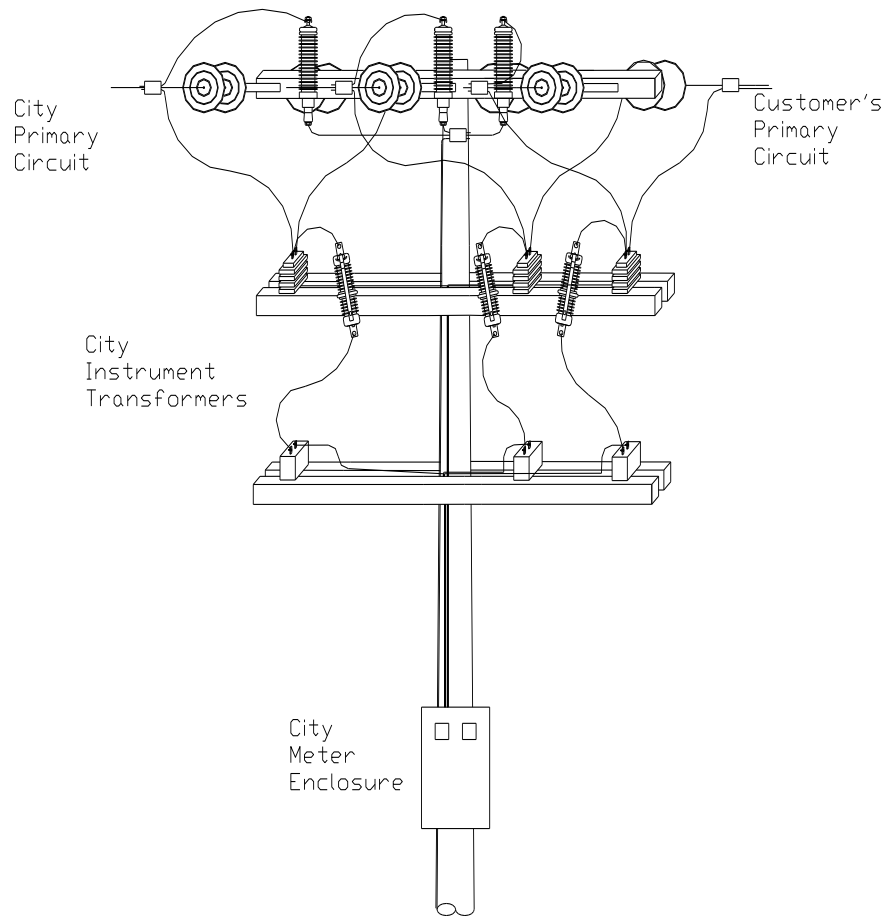 City
Primary
Circuit
Customer's
Primary
Circuit
City
Instrument
Transformers
City
Meter
Enclosure